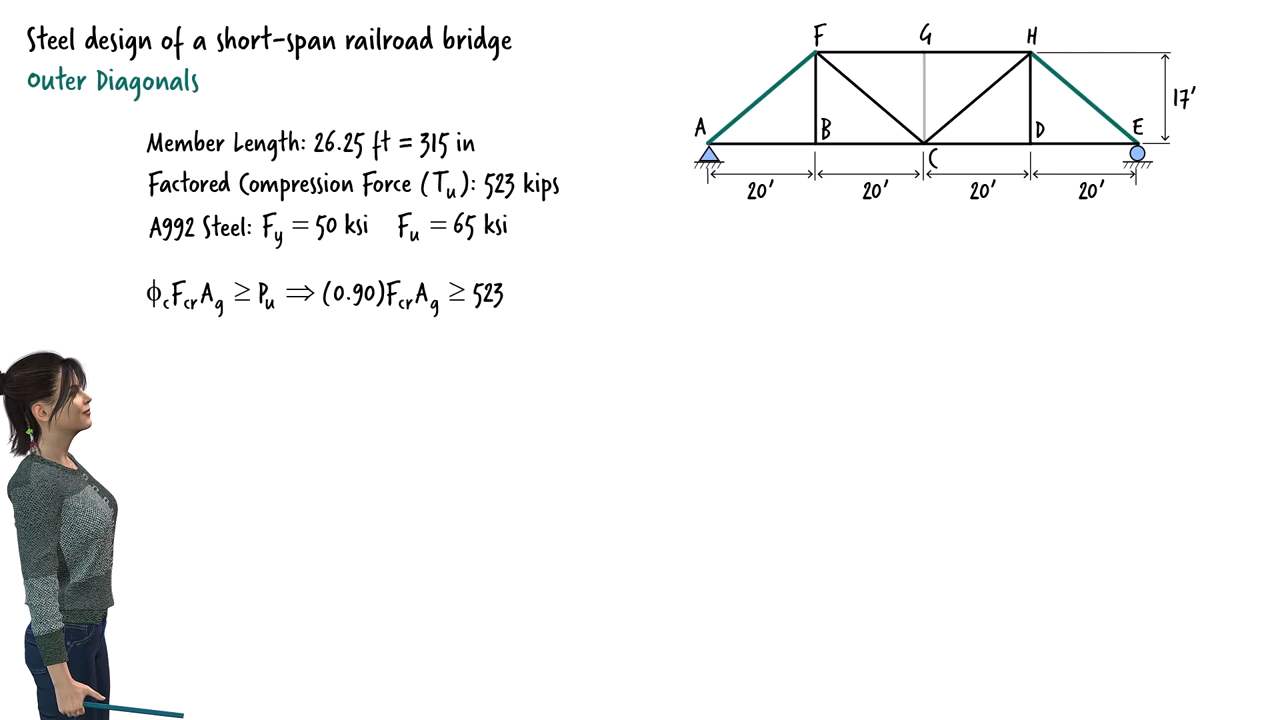 Steel design of a short-span railroad bridge
Outer Diagonals
Member Length: 26.25 ft = 315 in
Factored Compression Force (Tu): 523 kips
A992 Steel: Fy = 50 ksi Fu = 65 ksi
ϕcFcrAg ≥ Pu ⟹ (0.90)FcrAg ≥ 523
F G H
17'
A B C D E
20' 20' 20' 20'